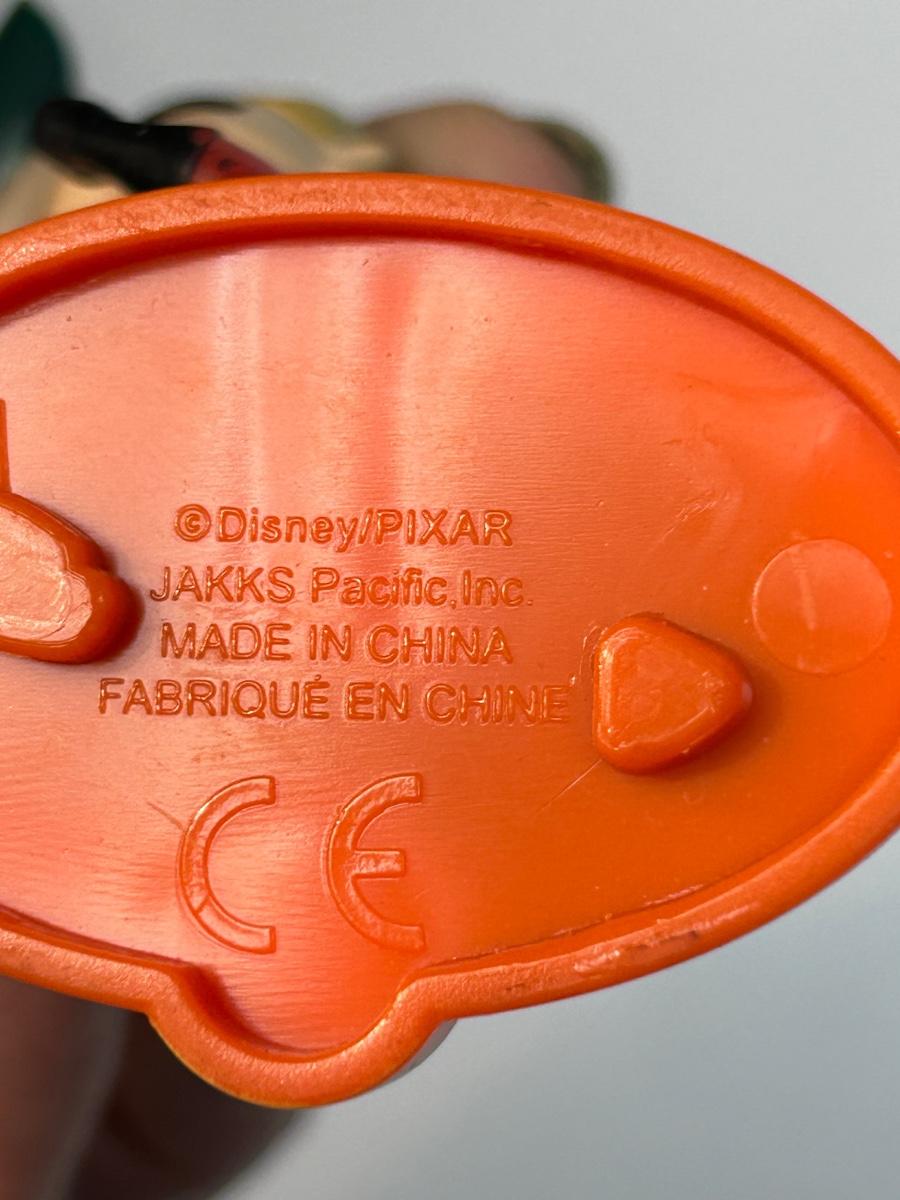 ©Disney/PIXAR
JAKKS Pacific,Inc.
MADE IN CHINA
FABRIQUÉ EN CHINE
CE